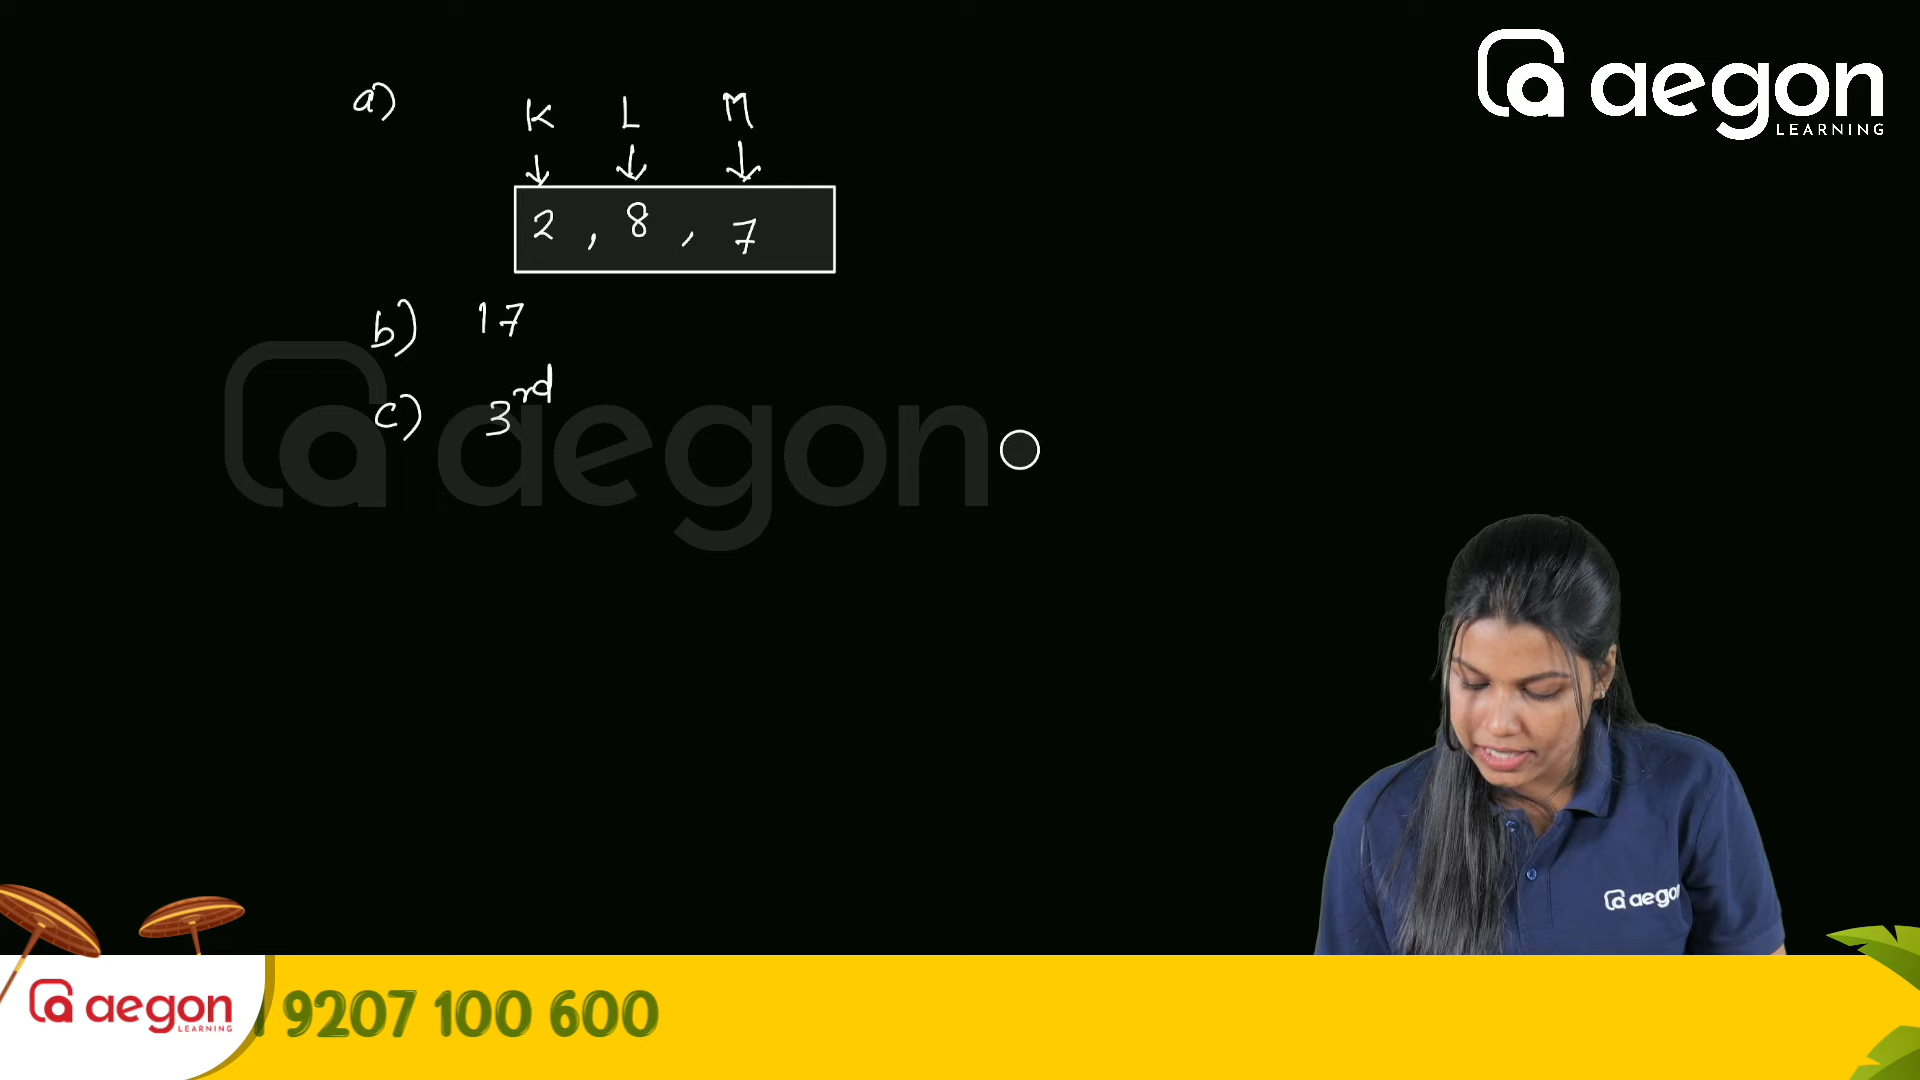 aegon
LEARNING
a)
K L M
2 , 8 , 7
b) 17
c) 3rd
aegon
aegon
aegon
LEARNING
9207 100 600